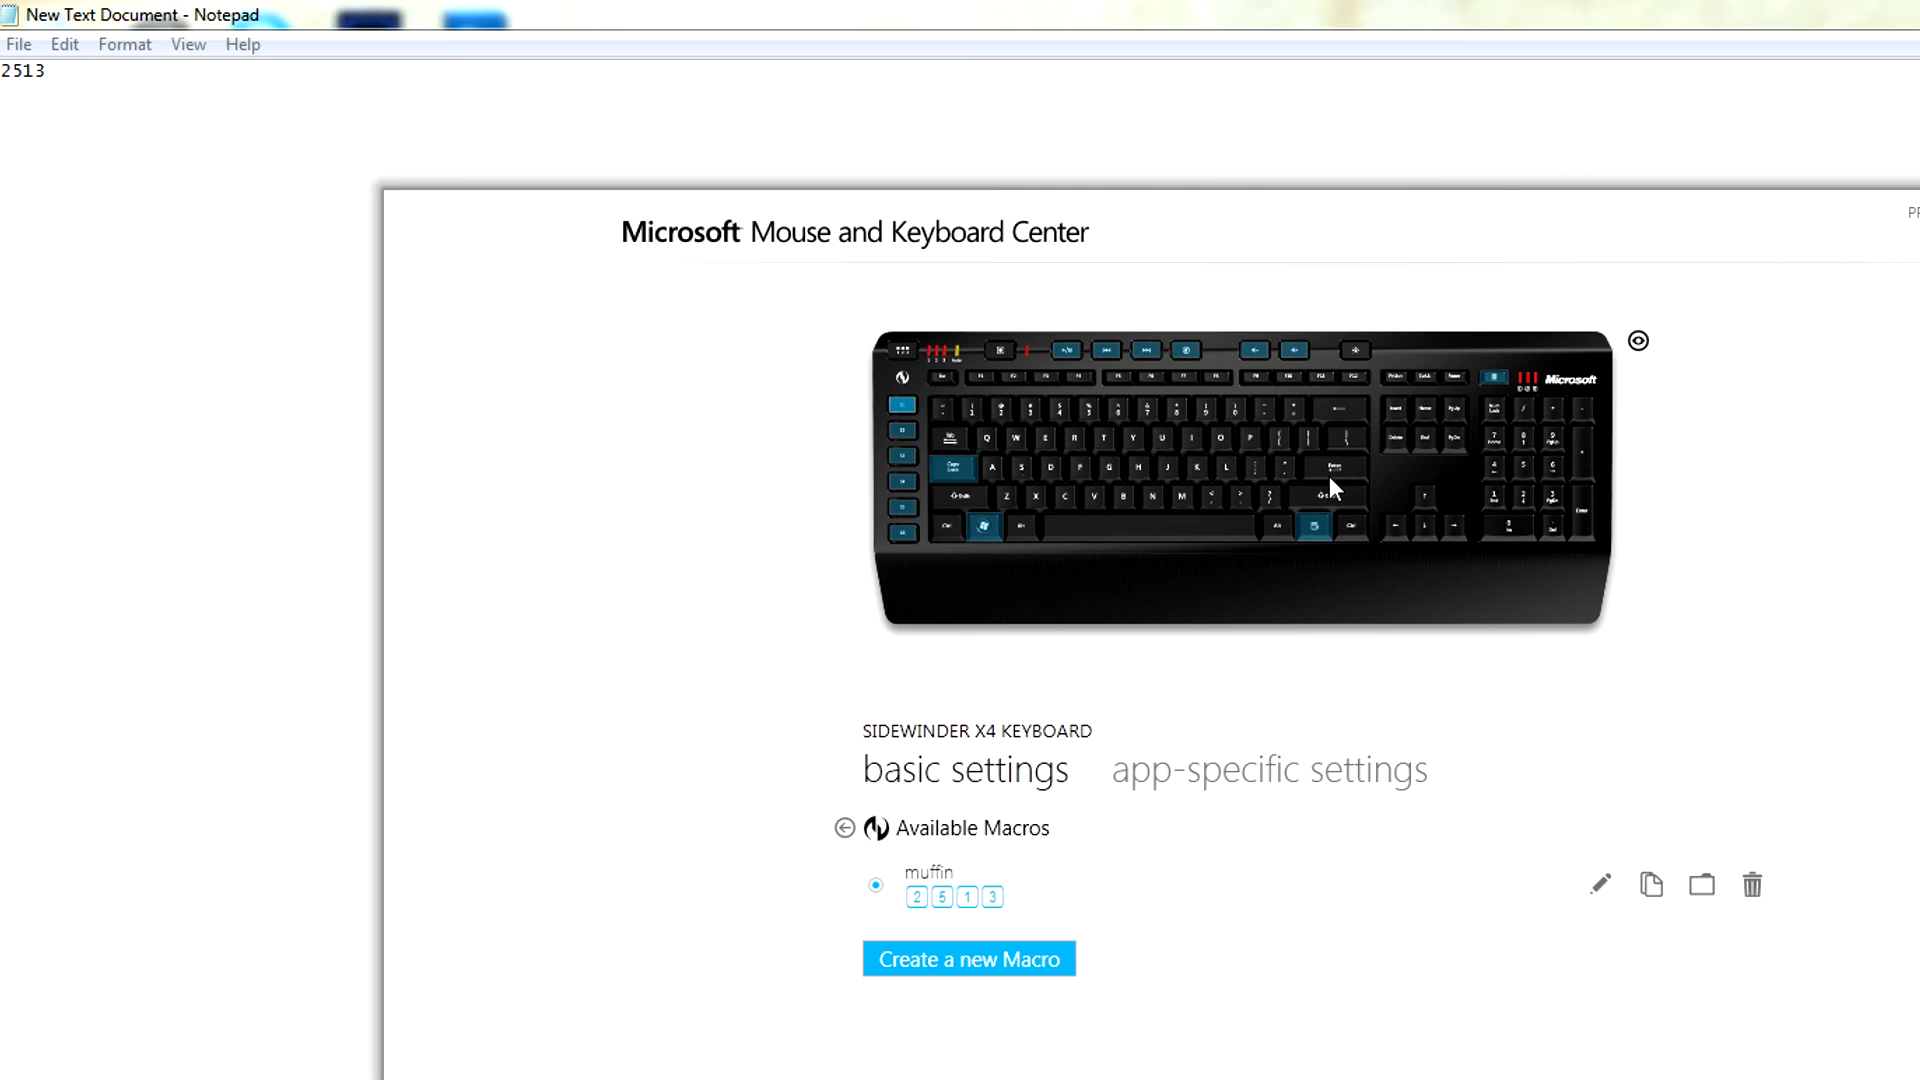 New Text Document - Notepad
File Edit Format View Help
2513
Microsoft Mouse and Keyboard Center
Microsoft
Q W E R T Y U I O P
A S D F G H J K L
Z X C V B N M
SIDEWINDER X4 KEYBOARD
basic settings app-specific settings
Available Macros
muffin
2 5 1 3
Create a new Macro